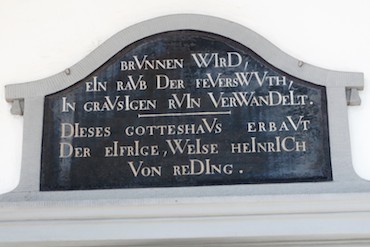 BRVNNEN WIRD,
EIN RAVB DER FEVERSWVTH,
IN GRAVSIGEN RVIN VERWANDELT.
DIESES GOTTESHAVS ERBAVT
DER EIFRIGE, WEISE HEINRICH
VON REDING.